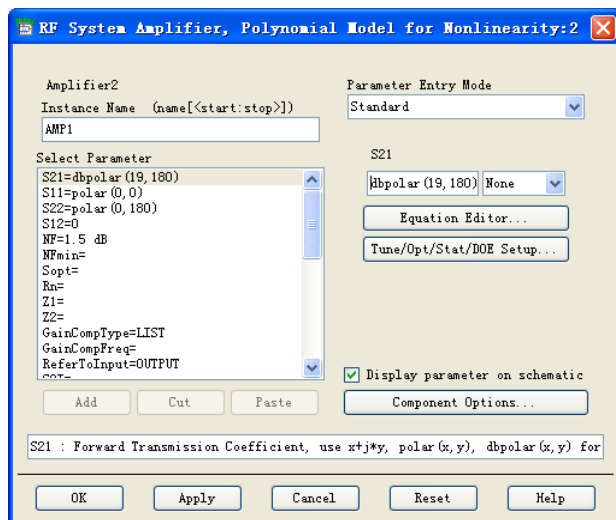 RF System Amplifier, Polynomial Model for Nonlinearity:2
Amplifier2
Instance Name (name[<start:stop>])
AMP1
Select Parameter
S21=dbpolar(19,180)
S11=polar(0,0)
S22=polar(0,180)
S12=0
NF=1.5 dB
NFmin=
Sopt=
Rn=
Z1=
Z2=
GainCompType=LIST
GainCompFreq=
ReferToInput=OUTPUT
Add
Cut
Paste
Parameter Entry Mode
Standard
S21
dbpolar(19,180)
None
Equation Editor...
Tune/Opt/Stat/DOE Setup...
Display parameter on schematic
Component Options...
S21 : Forward Transmission Coefficient, use x+j*y, polar(x,y), dbpolar(x,y) for
OK
Apply
Cancel
Reset
Help